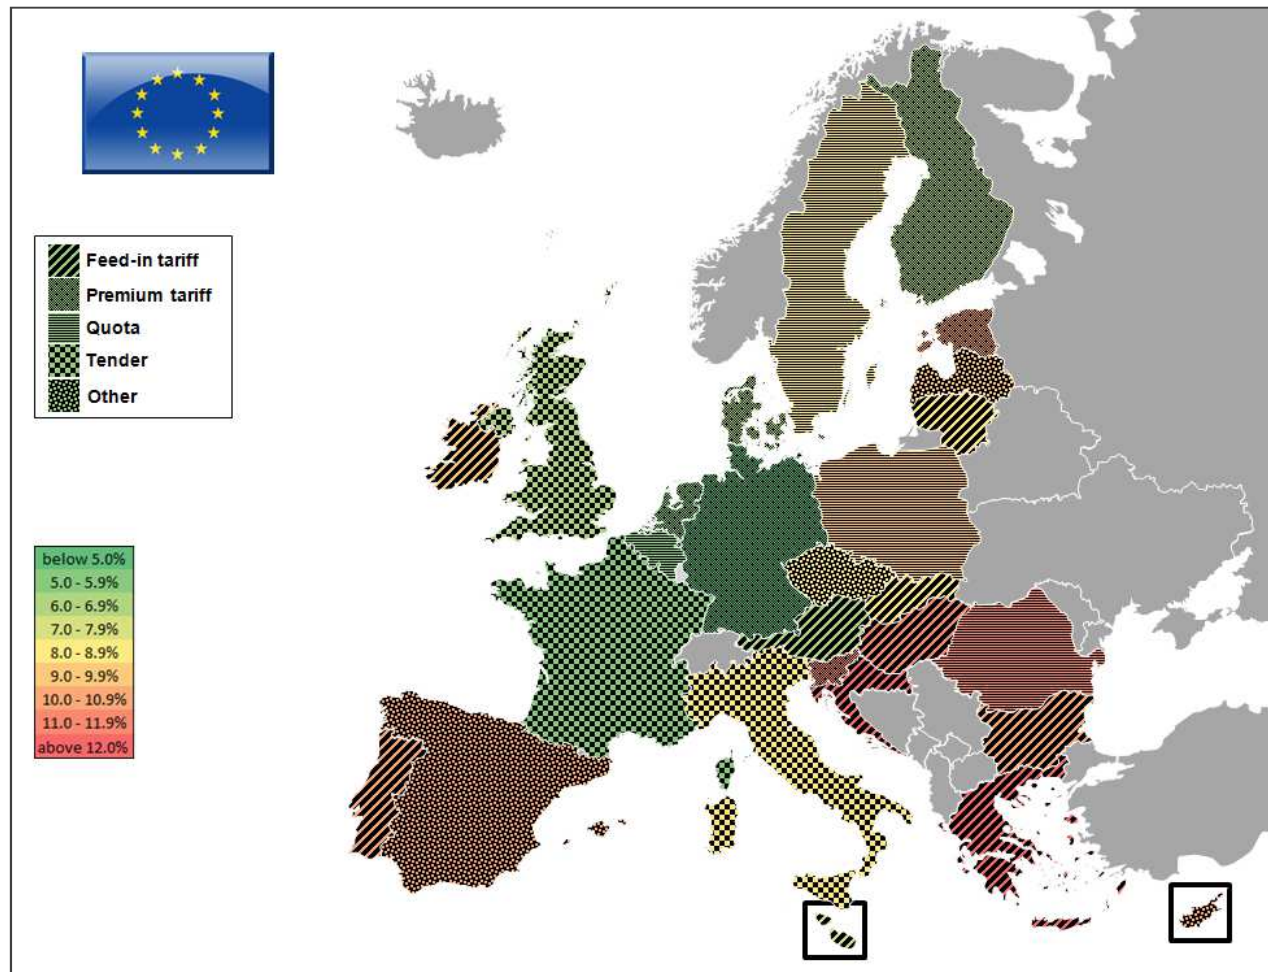 Feed-in tariff
Premium tariff
Quota
Tender
Other
below 5.0%
5.0 - 5.9%
6.0 - 6.9%
7.0 - 7.9%
8.0 - 8.9%
9.0 - 9.9%
10.0 - 10.9%
11.0 - 11.9%
above 12.0%